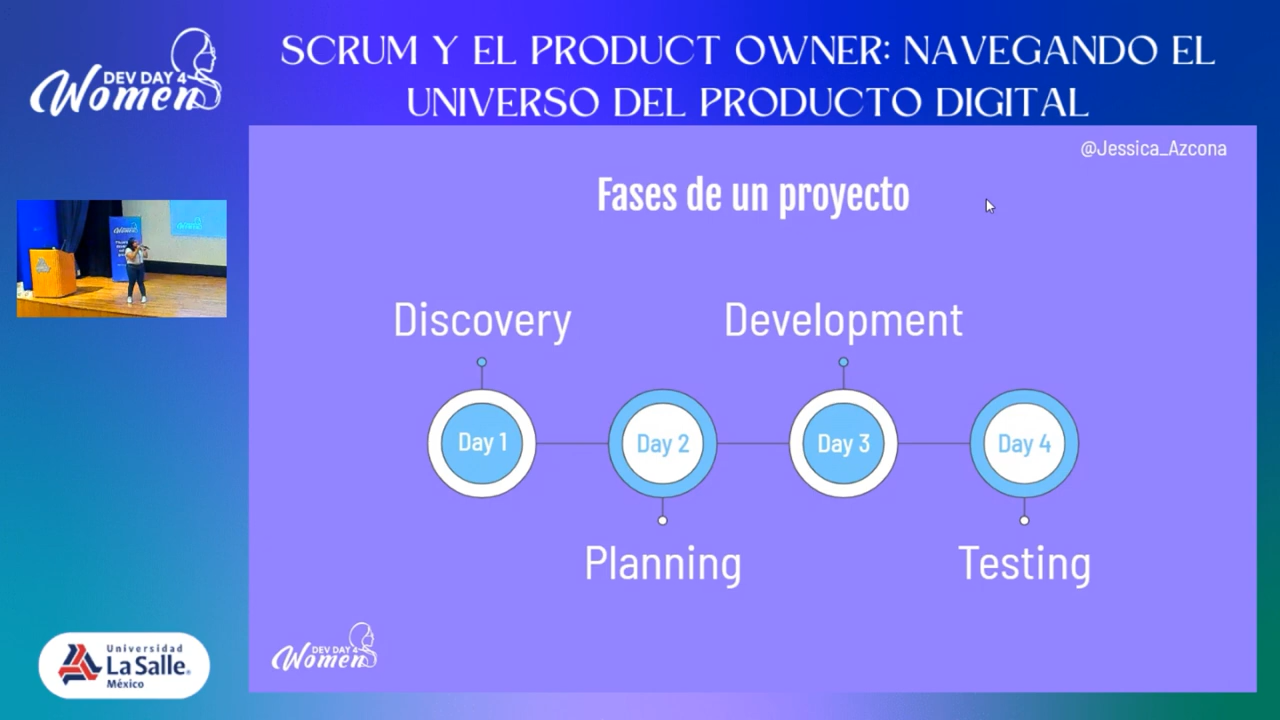 DEV DAY 4
Women
SCRUM Y EL PRODUCT OWNER: NAVEGANDO EL
UNIVERSO DEL PRODUCTO DIGITAL
@Jessica_Azcona
Fases de un proyecto
Discovery
Development
Day 1
Day 2
Day 3
Day 4
Planning
Testing
DEV DAY 4
Women
Universidad
La Salle®
México